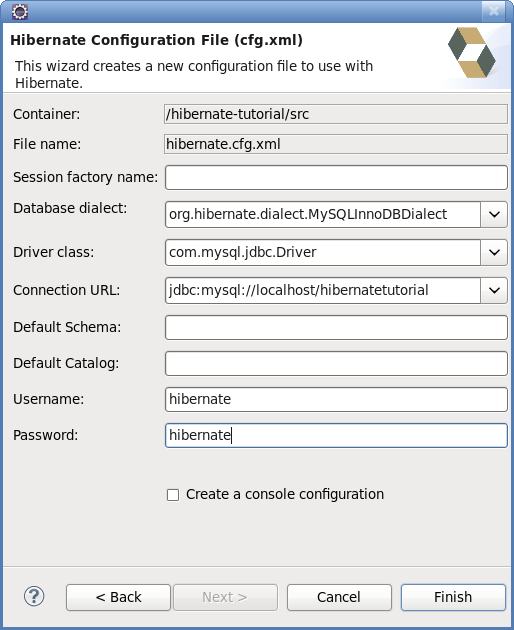 Hibernate Configuration File (cfg.xml)
This wizard creates a new configuration file to use with
Hibernate.
Container: /hibernate-tutorial/src
File name: hibernate.cfg.xml
Session factory name:
Database dialect: org.hibernate.dialect.MySQLInnoDBDialect
Driver class: com.mysql.jdbc.Driver
Connection URL: jdbc:mysql://localhost/hibernatetutorial
Default Schema:
Default Catalog:
Username: hibernate
Password: hibernate
Create a console configuration
? < Back Next > Cancel Finish